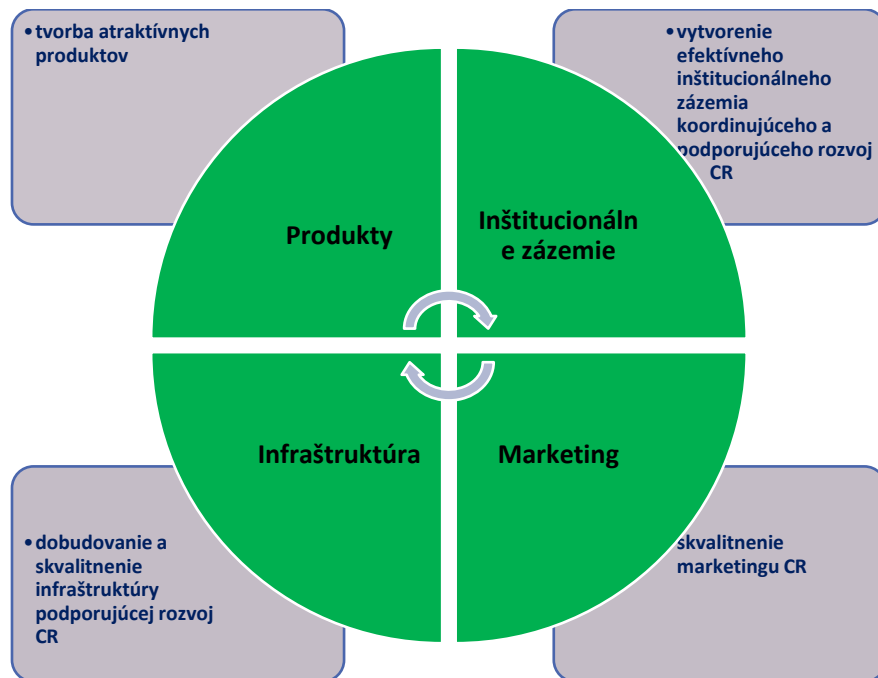 •tvorba atraktívnych
produktov
•vytvorenie
efektívneho
inštitucionálneho
zázemia
koordinujúceho a
podporujúceho rozvoj
CR
Produkty
Inštitucionáln
e zázemie
Infraštruktúra
Marketing
•dobudovanie a
skvalitnenie
infraštruktúry
podporujúcej rozvoj
CR
skvalitnenie
marketingu CR